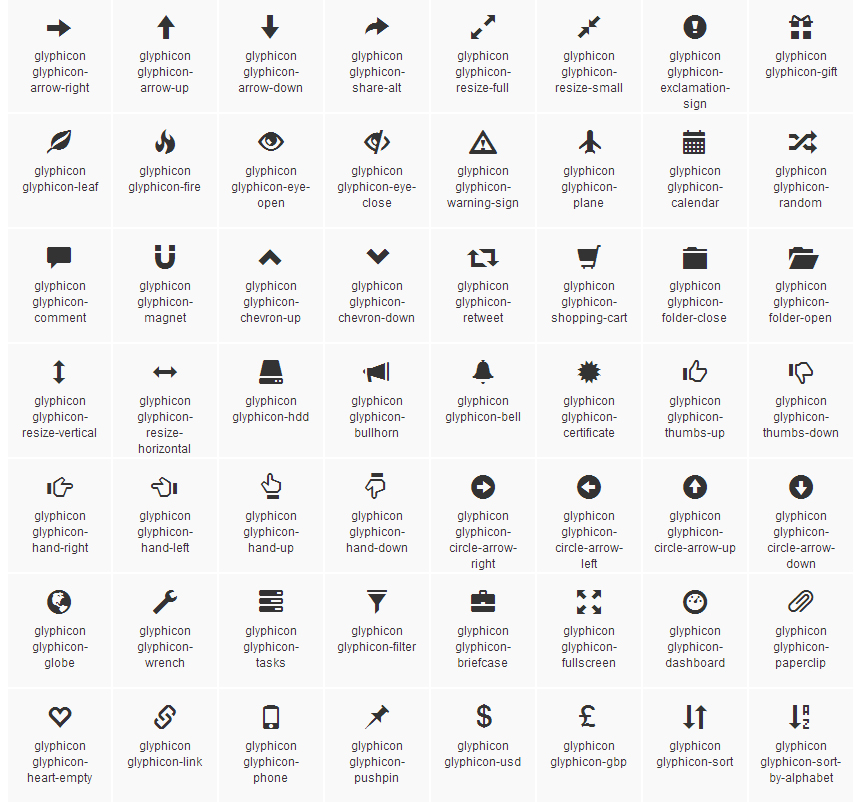 glyphicon
glyphicon-
arrow-right
glyphicon
glyphicon-
arrow-up
glyphicon
glyphicon-
arrow-down
glyphicon
glyphicon-
share-alt
glyphicon
glyphicon-
resize-full
glyphicon
glyphicon-
resize-small
glyphicon
glyphicon-
exclamation-
sign
glyphicon
glyphicon-gift
glyphicon
glyphicon-leaf
glyphicon
glyphicon-fire
glyphicon
glyphicon-eye-
open
glyphicon
glyphicon-eye-
close
glyphicon
glyphicon-
warning-sign
glyphicon
glyphicon-
plane
glyphicon
glyphicon-
calendar
glyphicon
glyphicon-
random
glyphicon
glyphicon-
comment
glyphicon
glyphicon-
magnet
glyphicon
glyphicon-
chevron-up
glyphicon
glyphicon-
chevron-down
glyphicon
glyphicon-
retweet
glyphicon
glyphicon-
shopping-cart
glyphicon
glyphicon-
folder-close
glyphicon
glyphicon-
folder-open
glyphicon
glyphicon-
resize-vertical
glyphicon
glyphicon-
resize-
horizontal
glyphicon
glyphicon-hdd
glyphicon
glyphicon-
bullhorn
glyphicon
glyphicon-bell
glyphicon
glyphicon-
certificate
glyphicon
glyphicon-
thumbs-up
glyphicon
glyphicon-
thumbs-down
glyphicon
glyphicon-
hand-right
glyphicon
glyphicon-
hand-left
glyphicon
glyphicon-
hand-up
glyphicon
glyphicon-
hand-down
glyphicon
glyphicon-
circle-arrow-
right
glyphicon
glyphicon-
circle-arrow-
left
glyphicon
glyphicon-
circle-arrow-up
glyphicon
glyphicon-
circle-arrow-
down
glyphicon
glyphicon-
globe
glyphicon
glyphicon-
wrench
glyphicon
glyphicon-
tasks
glyphicon
glyphicon-filter
glyphicon
glyphicon-
briefcase
glyphicon
glyphicon-
fullscreen
glyphicon
glyphicon-
dashboard
glyphicon
glyphicon-
paperclip
glyphicon
glyphicon-
heart-empty
glyphicon
glyphicon-link
glyphicon
glyphicon-
phone
glyphicon
glyphicon-
pushpin
$
glyphicon
glyphicon-usd
£
glyphicon
glyphicon-gbp
glyphicon
glyphicon-sort
A
Z
glyphicon
glyphicon-sort-
by-alphabet